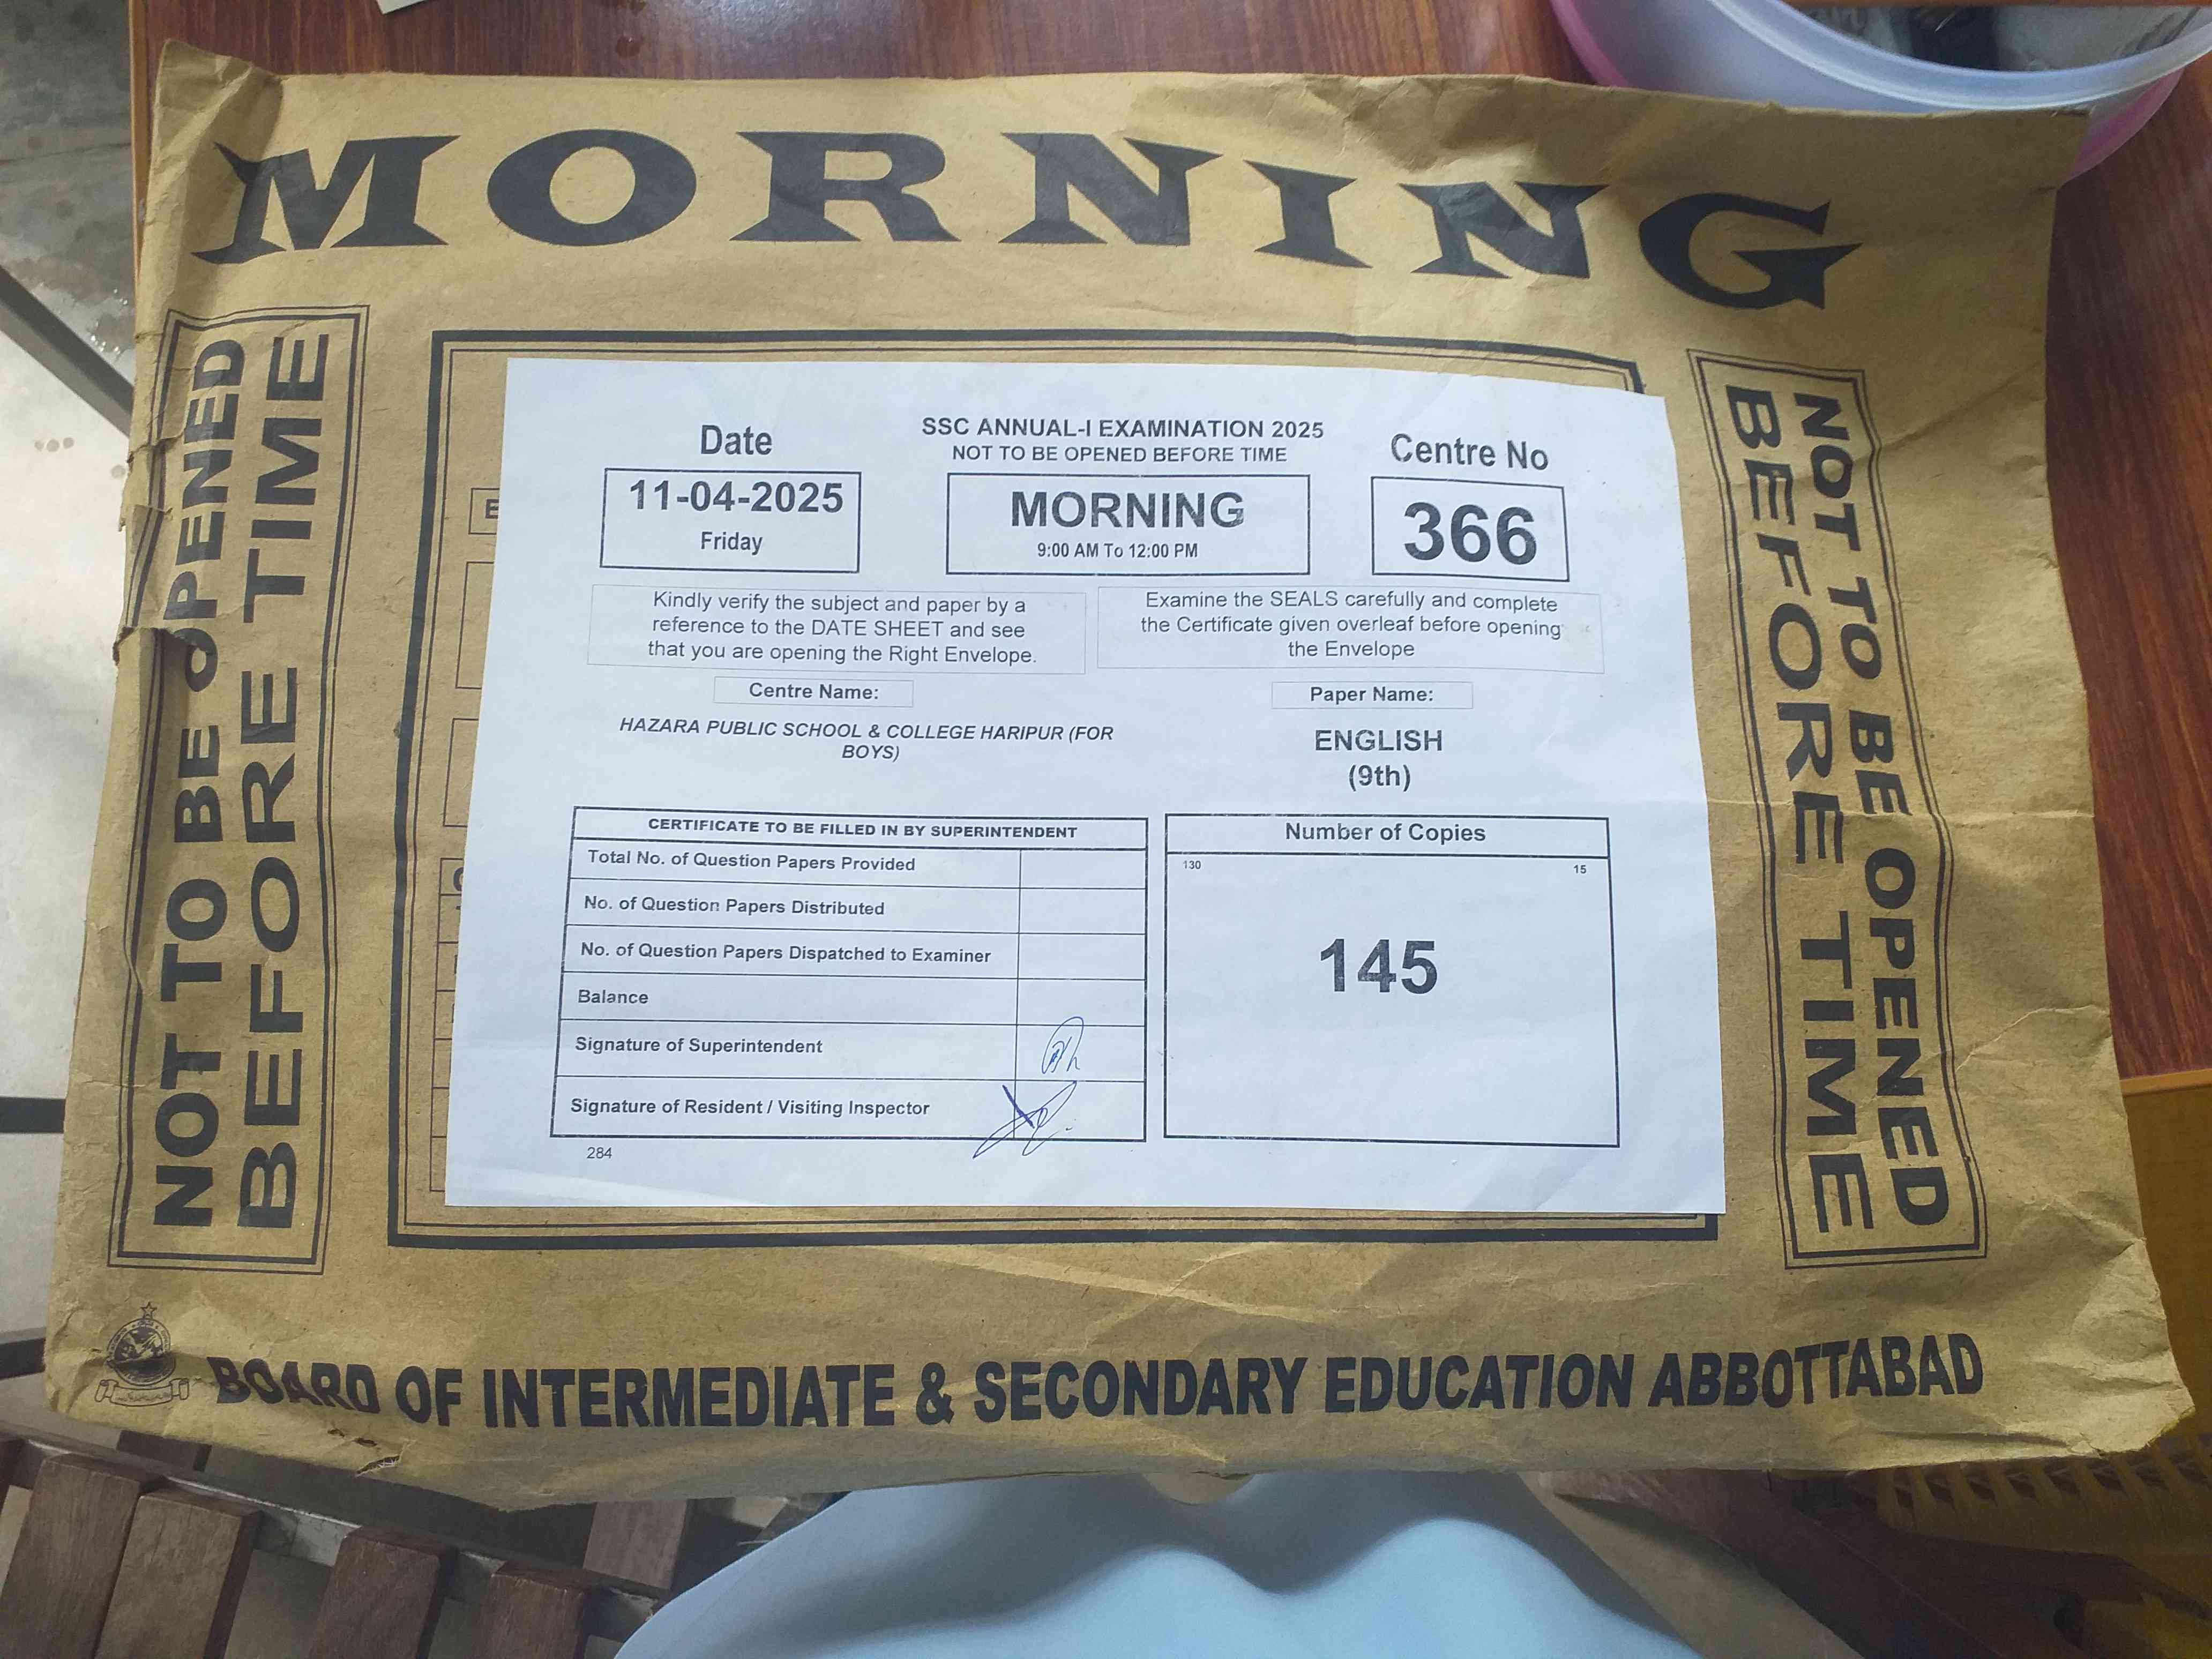 MORNING
NOT TO BE OPENED
BEFORE TIME
Date
11-04-2025
Friday
SSC ANNUAL-I EXAMINATION 2025
NOT TO BE OPENED BEFORE TIME
MORNING
9:00 AM To 12:00 PM
Centre No
366
Kindly verify the subject and paper by a
reference to the DATE SHEET and see
that you are opening the Right Envelope.
Examine the SEALS carefully and complete
the Certificate given overleaf before opening
the Envelope
Centre Name:
HAZARA PUBLIC SCHOOL & COLLEGE HARIPUR (FOR
BOYS)
Paper Name:
ENGLISH
(9th)
CERTIFICATE TO BE FILLED IN BY SUPERINTENDENT
Total No. of Question Papers Provided
No. of Question Papers Distributed
No. of Question Papers Dispatched to Examiner
Balance
Signature of Superintendent
Signature of Resident / Visiting Inspector
284
Number of Copies
130 15
145
NOT TO BE OPENED
BEFORE TIME
BOARD OF INTERMEDIATE & SECONDARY EDUCATION ABBOTTABAD